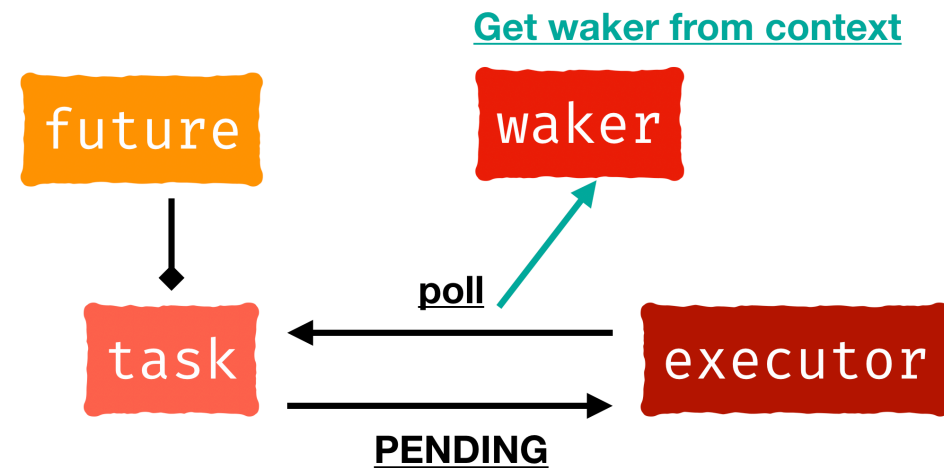 Get waker from context
future
waker
poll
task
executor
PENDING